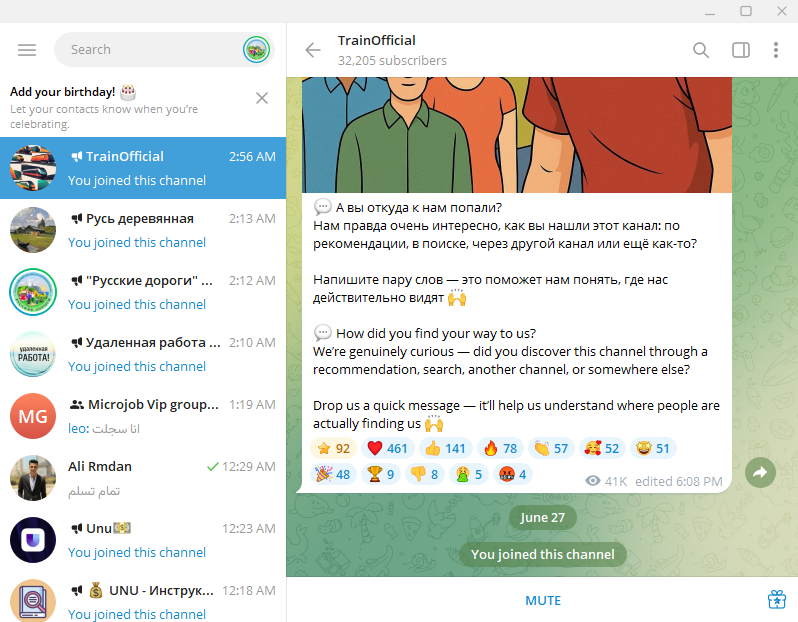 Search
TrainOfficial
32,205 subscribers
Add your birthday! 🎂
Let your contacts know when you’re
celebrating.
TrainOfficial 2:56 AM
You joined this channel
Русь деревянная 2:13 AM
You joined this channel
"Русские дороги" ... 2:12 AM
You joined this channel
удаленная
РАБОТА!
Удаленная работа ... 2:10 AM
You joined this channel
MG
Microjob Vip group... 1:19 AM
leo: انا سجلت
Ali Rmdan 12:29 AM
تمام تسلم
Unu💵 12:23 AM
You joined this channel
💰 UNU - Инструк... 12:18 AM
You joined this channel
💬 А вы откуда к нам попали?
Нам правда очень интересно, как вы нашли этот канал: по
рекомендации, в поиске, через другой канал или ещё как-то?
Напишите пару слов — это поможет нам понять, где нас
действительно видят 🙌
💬 How did you find your way to us?
We’re genuinely curious — did you discover this channel through a
recommendation, search, another channel, or somewhere else?
Drop us a quick message — it’ll help us understand where people are
actually finding us 🙌
⭐ 92 ❤️ 461 👍 141 🔥 78 👏 57 🥰 52 🤩 51
🎉 48 🏆 9 👎 8 🤮 5 🤬 4
41K edited 6:08 PM
June 27
You joined this channel
MUTE